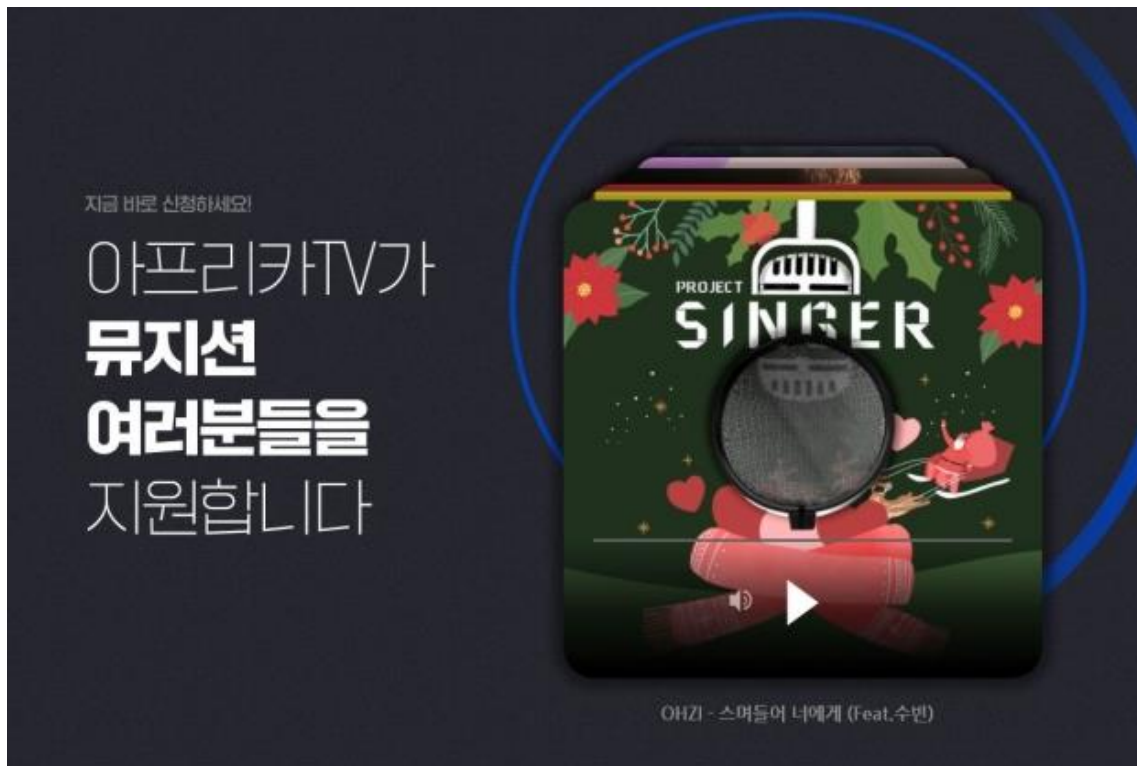 지금 바로 신청하세요!
아프리카TV가
뮤지션
여러분들을
지원합니다
PROJECT
SINGER
OHZI - 스며들어 너에게 (Feat.수빈)